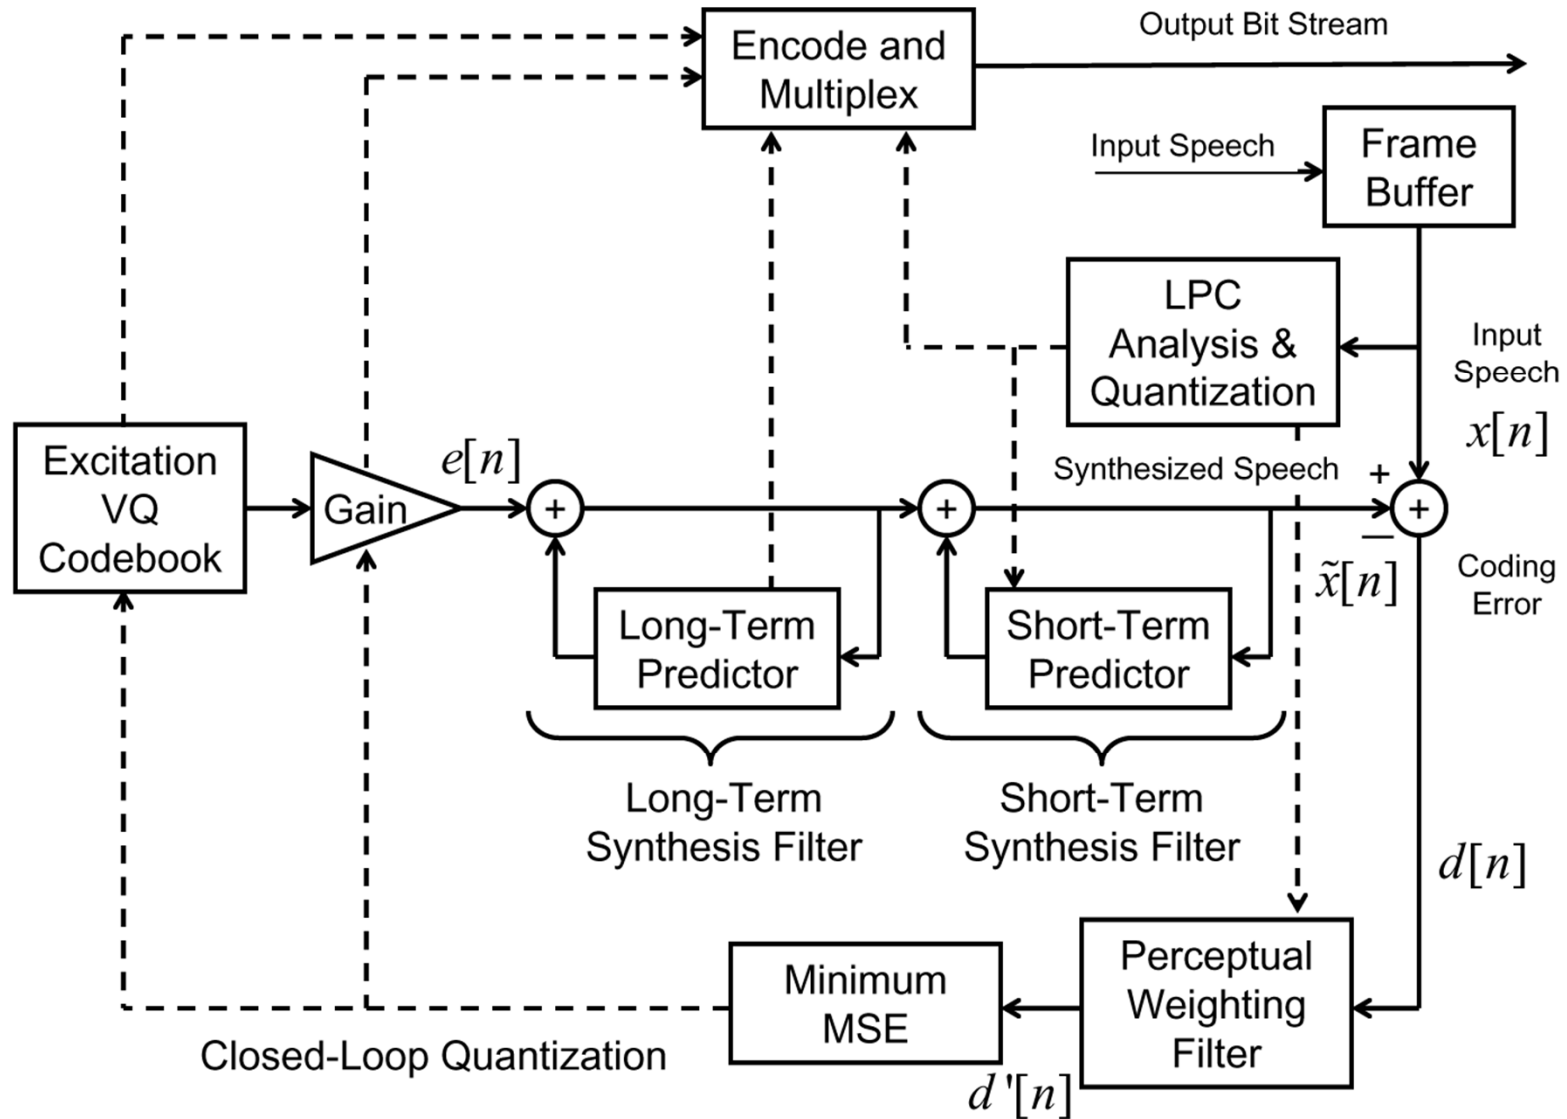 Output Bit Stream
Encode and
Multiplex
Input Speech
Frame
Buffer
LPC
Analysis &
Quantization
Input
Speech
x[n]
Excitation
VQ
Codebook
Gain
e[n]
+
+
Synthesized Speech
+
+
—
x̃[n]
Coding
Error
Long-Term
Predictor
Short-Term
Predictor
Long-Term
Synthesis Filter
Short-Term
Synthesis Filter
d[n]
Perceptual
Weighting
Filter
Minimum
MSE
Closed-Loop Quantization
d'[n]